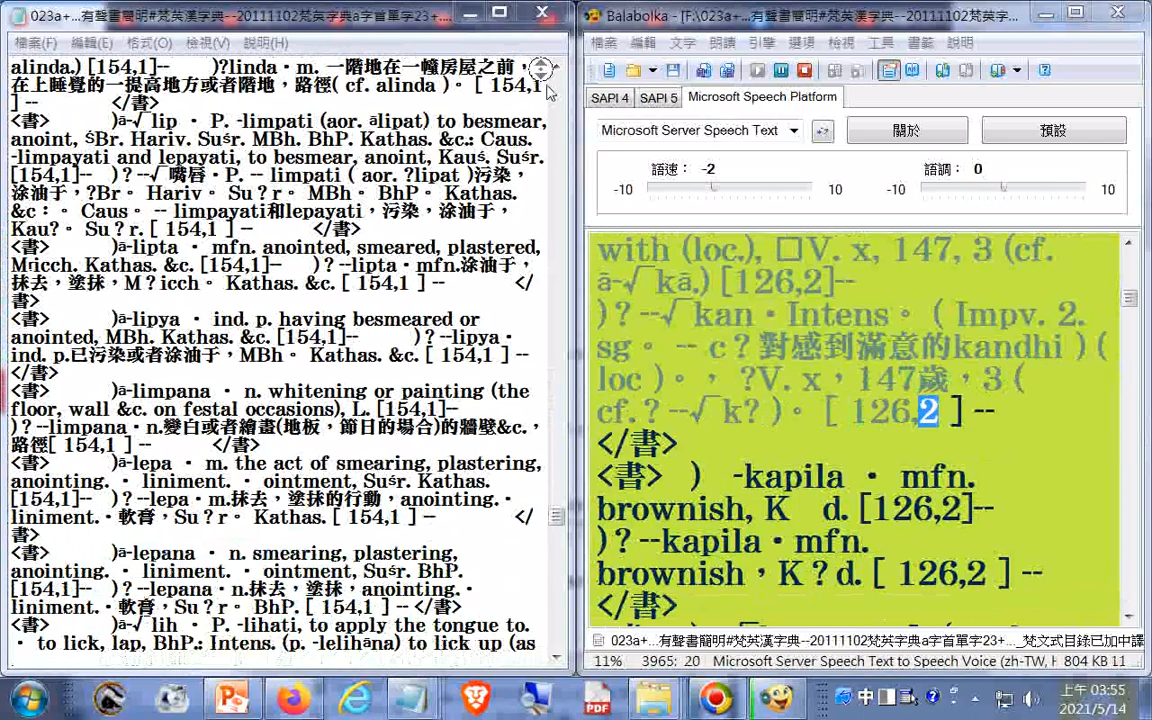 023a+...有聲書簡明#梵英漢字典--20111102梵英字典a字首單字23+...
檔案(F) 編輯(E) 格式(O) 檢視(V) 說明(H)
alinda.) [154,1]-- )?linda‧m. 一階地在一幢房屋之前，
在上睡覺的一提高地方或者階地，路徑( cf. alinda )。 [ 154,1
] -- </書>
<書> )ā-√ lip ‧ P. -limpati (aor. ālipat) to besmear,
anoint, ŚBr. Hariv. Suśr. MBh. BhP. Kathas. &c.: Caus.
-limpayati and lepayati, to besmear, anoint, Kauś. Suśr.
[154,1]-- )? --√ 嘴唇‧P. -- limpati ( aor. ?lipat )污染，
涂油于，?Br。 Hariv。 Su？r。 MBh。 BhP。 Kathas。
&c：。 Caus。 -- limpayati和lepayati，污染，涂油于，
Kau?。 Su？r. [ 154,1 ] -- </書>
<書> )ā-lipta ‧ mfn. anointed, smeared, plastered,
Mṛicch. Kathas. &c. [154,1]-- )? --lipta‧mfn.涂油于，
抹去，塗抹，M？icch。 Kathas。 &c. [ 154,1 ] -- </
書>
<書> )ā-lipya ‧ ind. p. having besmeared or
anointed, MBh. Kathas. &c. [154,1]-- )? --lipya‧
ind. p.已污染或者涂油于，MBh。 Kathas. &c. [ 154,1 ] --
</書>
<書> )ā-limpana ‧ n. whitening or painting (the
floor, wall &c. on festal occasions), L. [154,1]--
)? --limpana‧n.變白或者繪畫(地板，節日的場合)的牆壁&c.，
路徑[ 154,1 ] -- </書>
<書> )ā-lepa ‧ m. the act of smearing, plastering,
anointing.‧ liniment.‧ ointment, Suśr. Kathas.
[154,1]-- )? --lepa‧m.抹去，塗抹的行動，anointing.‧
liniment.‧軟膏，Su？r。 Kathas. [ 154,1 ] -- </
書>
<書> )ā-lepana ‧ n. smearing, plastering,
anointing.‧ liniment.‧ ointment, Suśr. BhP.
[154,1]-- )? --lepana‧n.抹去，塗抹，anointing.‧
liniment.‧軟膏，Su？r。 BhP. [ 154,1 ] -- </書>
<書> )ā-√ lih ‧ P. -lihati, to apply the tongue to.
‧ to lick, lap, BhP.: Intens. (p. -lelihāna) to lick up (as
Balabolka - [F:\023a+...有聲書簡明#梵英漢字典--20111102梵英字...
檔案 編輯 文字 朗讀 引擎 選項 檢視 工具 書籤 說明
SAPI 4 SAPI 5 Microsoft Speech Platform
Microsoft Server Speech Text 關於 預設
語速： -2 語調： 0
-10 10 -10 10
with (loc.), □V. x, 147, 3 (cf.
ā-√ kā.) [126,2]--
)? --√ kan‧Intens。 ( Impv. 2.
sg。 -- c？對感到滿意的kandhi ) (
loc )。，?V. x，147歲，3 (
cf.? --√ k? )。 [ 126,2 ] --
</書>
<書> ) -kapila ‧ mfn.
brownish, K d. [126,2]--
)? --kapila‧mfn.
brownish，K？d. [ 126,2 ] --
</書>
023a+...有聲書簡明#梵英漢字典--20111102梵英字典a字首單字23+..._梵文式目錄已加中譯
11% 3965: 20 Microsoft Server Speech Text to Speech Voice (zh-TW, H 804 KB 11
中
上午 03:55
2021/5/14